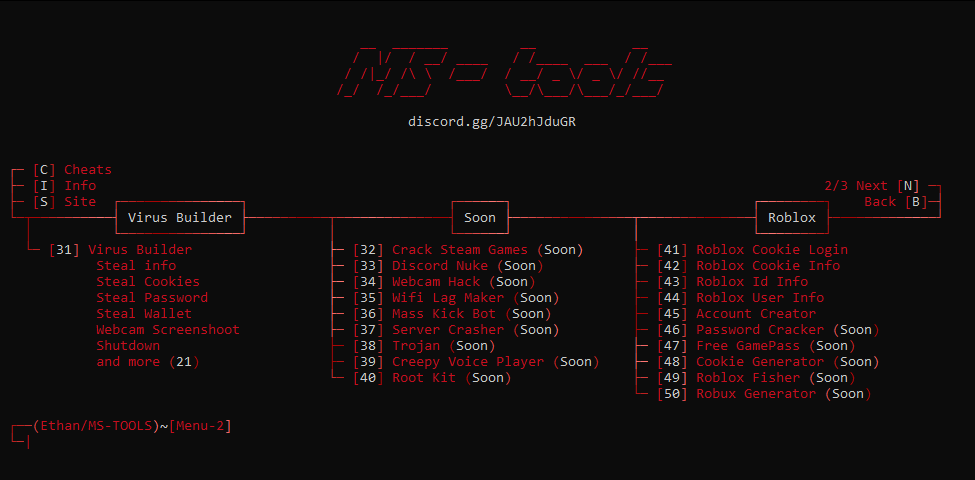 MS - tools
discord.gg/JAU2hJduGR
[C] Cheats
[I] Info
[S] Site
2/3 Next [N]
Back [B]
Virus Builder
Soon
Roblox
[31] Virus Builder
Steal info
Steal Cookies
Steal Password
Steal Wallet
Webcam Screenshoot
Shutdown
and more (21)
[32] Crack Steam Games (Soon)
[33] Discord Nuke (Soon)
[34] Webcam Hack (Soon)
[35] Wifi Lag Maker (Soon)
[36] Mass Kick Bot (Soon)
[37] Server Crasher (Soon)
[38] Trojan (Soon)
[39] Creepy Voice Player (Soon)
[40] Root Kit (Soon)
[41] Roblox Cookie Login
[42] Roblox Cookie Info
[43] Roblox Id Info
[44] Roblox User Info
[45] Account Creator
[46] Password Cracker (Soon)
[47] Free GamePass (Soon)
[48] Cookie Generator (Soon)
[49] Roblox Fisher (Soon)
[50] Robux Generator (Soon)
(Ethan/MS-TOOLS)~[Menu-2]